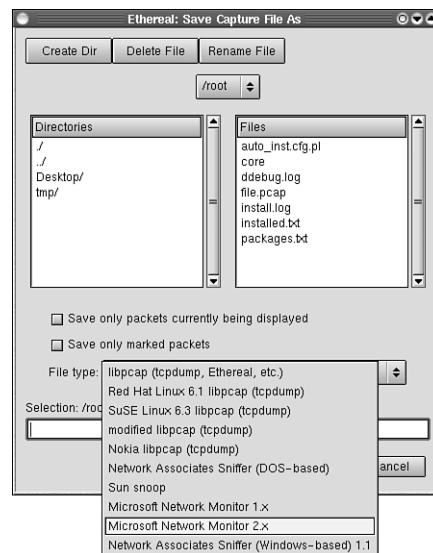 Ethereal: Save Capture File As
Create Dir Delete File Rename File
/root
Directories
./
../
Desktop/
tmp/
Files
auto_inst.cfg.pl
core
ddebug.log
file.pcap
install.log
installed.txt
packages.txt
Save only packets currently being displayed
Save only marked packets
File type:
libpcap (tcpdump, Ethereal, etc.)
Red Hat Linux 6.1 libpcap (tcpdump)
SuSE Linux 6.3 libpcap (tcpdump)
modified libpcap (tcpdump)
Nokia libpcap (tcpdump)
Network Associates Sniffer (DOS-based)
Sun snoop
Microsoft Network Monitor 1.x
Microsoft Network Monitor 2.x
Network Associates Sniffer (Windows-based) 1.1
Selection: /roo
ancel